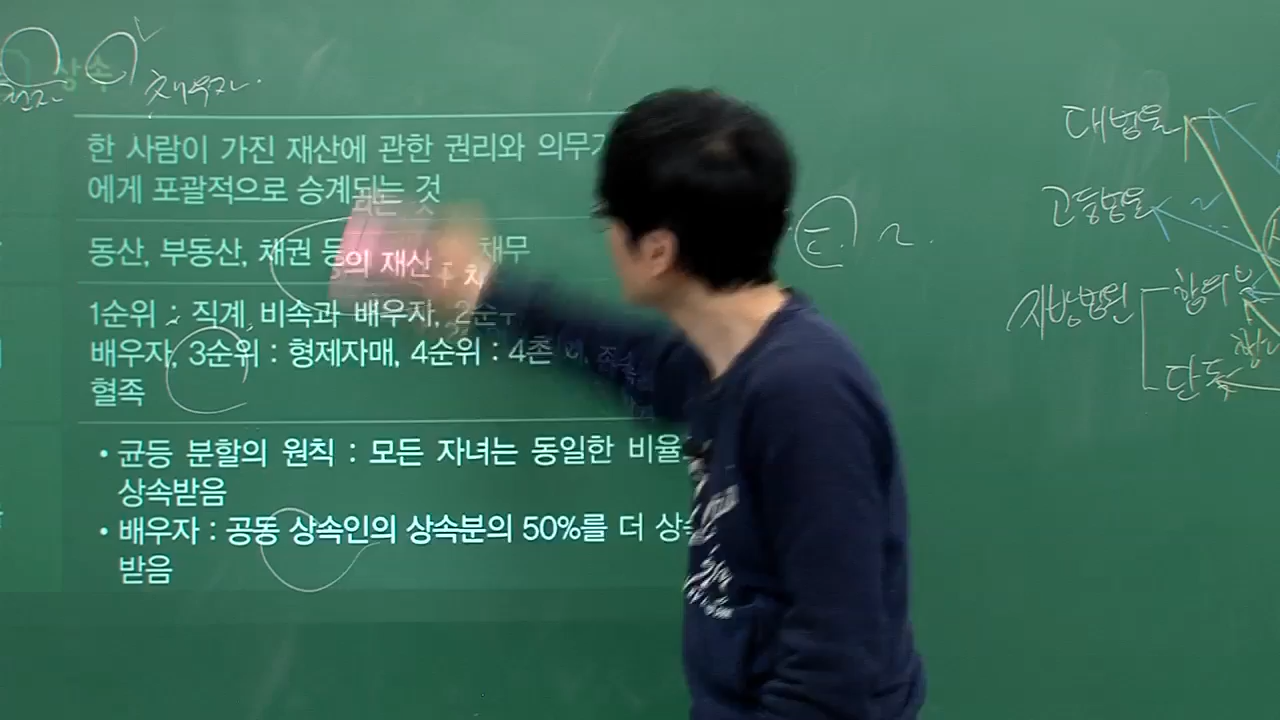 상속
채무자.
한 사람이 가진 재산에 관한 권리와 의무
에게 포괄적으로 승계되는 것
동산, 부동산, 채권 등의 재산 채무
1순위 : 직계 비속과 배우자, 2순위
배우자, 3순위 : 형제자매, 4순위 : 4촌
혈족
• 균등 분할의 원칙 : 모든 자녀는 동일한 비율
상속받음
• 배우자 : 공동 상속인의 상속분의 50%를 더 상속
받음
대법원
고등법원
지방법원
합의부
단독